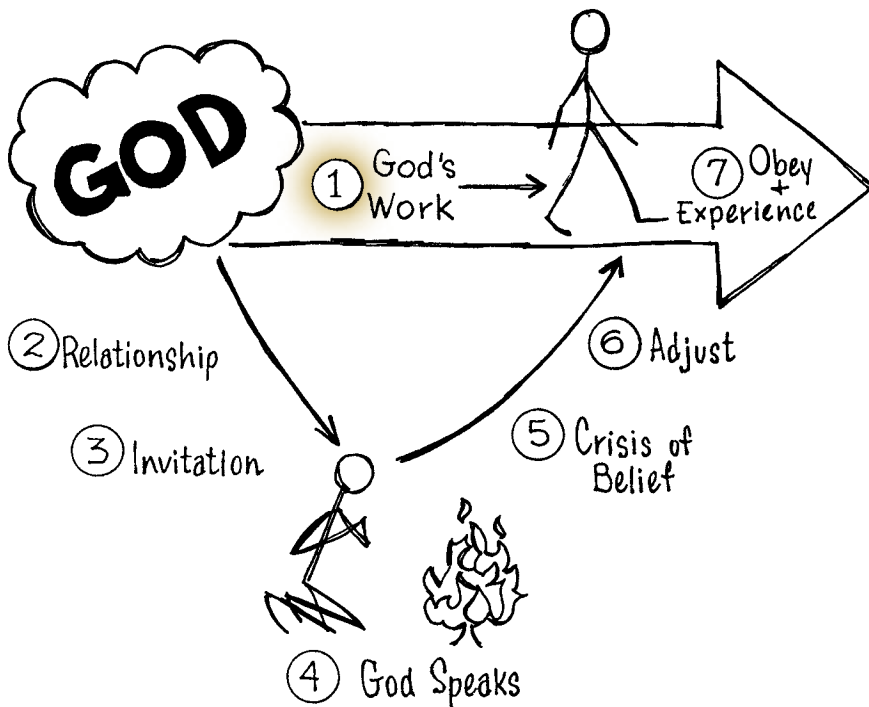 GOD
1 God's
Work
7 Obey
+
Experience
2 Relationship
6 Adjust
3 Invitation
5 Crisis of
Belief
4 God Speaks